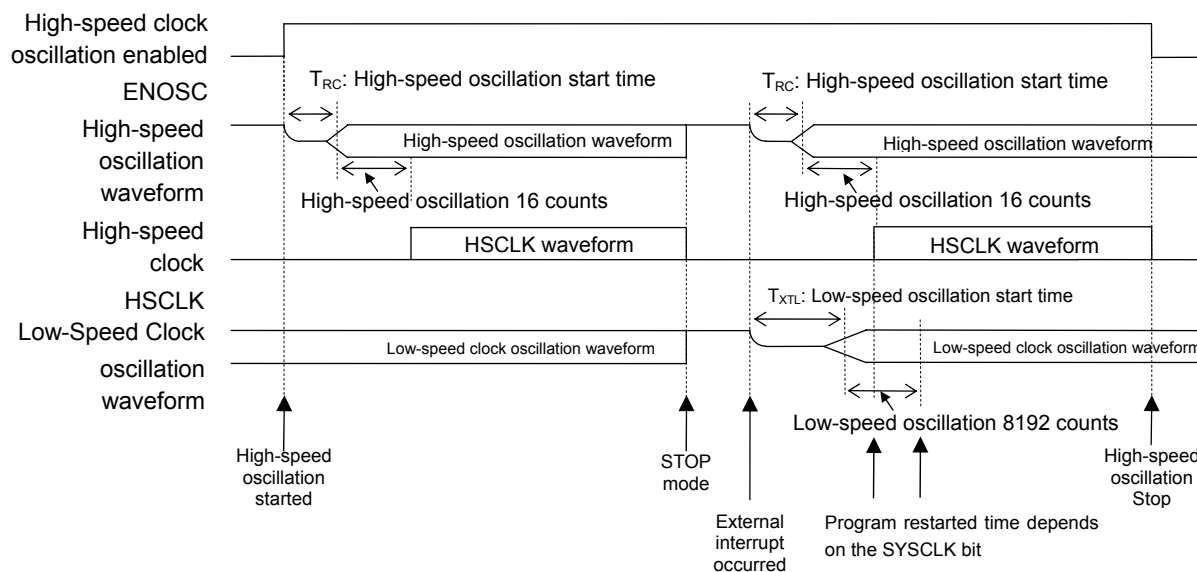 High-speed clock
oscillation enabled
ENOSC
T_RC: High-speed oscillation start time
T_RC: High-speed oscillation start time
High-speed
oscillation
waveform
High-speed oscillation waveform
High-speed oscillation waveform
High-speed oscillation 16 counts
High-speed oscillation 16 counts
High-speed
clock
HSCLK
HSCLK waveform
HSCLK waveform
T_XTL: Low-speed oscillation start time
Low-Speed Clock
oscillation
waveform
Low-speed clock oscillation waveform
Low-speed clock oscillation waveform
Low-speed oscillation 8192 counts
High-speed
oscillation
started
STOP
mode
External
interrupt
occurred
Program restarted time depends
on the SYSCLK bit
High-speed
oscillation
Stop